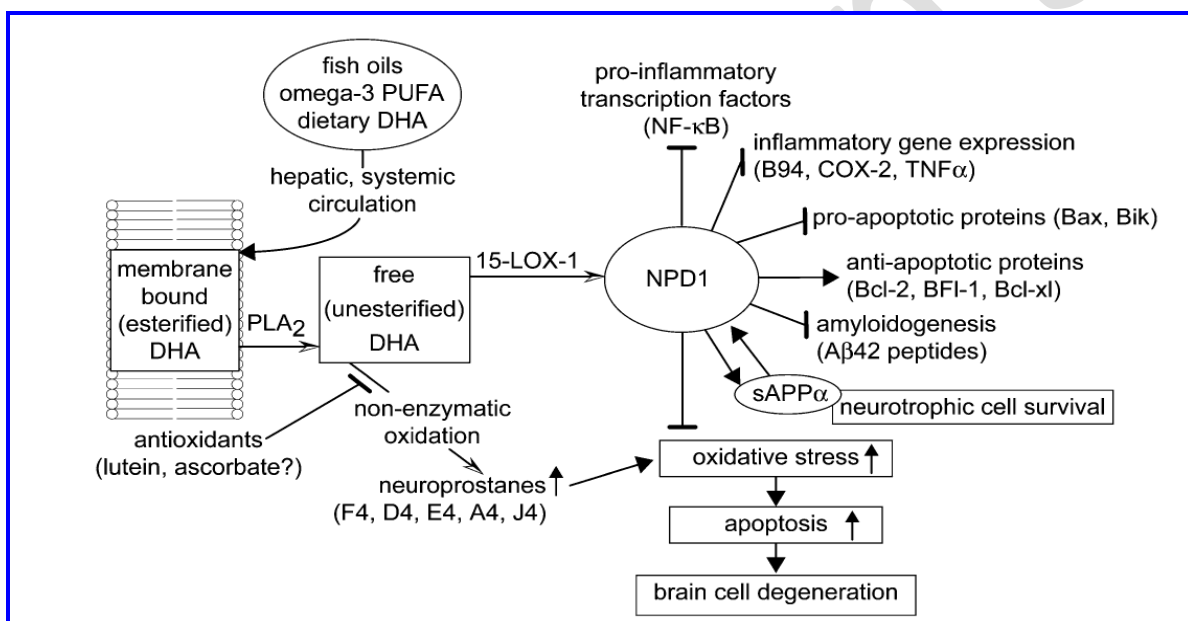 fish oils
omega-3 PUFA
dietary DHA
hepatic, systemic
circulation
membrane
bound
(esterified)
DHA
PLA2
free
(unesterified)
DHA
15-LOX-1
antioxidants
(lutein, ascorbate?)
non-enzymatic
oxidation
neuroprostanes
(F4, D4, E4, A4, J4)
NPD1
pro-inflammatory
transcription factors
(NF-κB)
inflammatory gene expression
(B94, COX-2, TNFα)
pro-apoptotic proteins (Bax, Bik)
anti-apoptotic proteins
(Bcl-2, BFl-1, Bcl-xl)
amyloidogenesis
(Aβ42 peptides)
sAPPα
neurotrophic cell survival
oxidative stress
apoptosis
brain cell degeneration